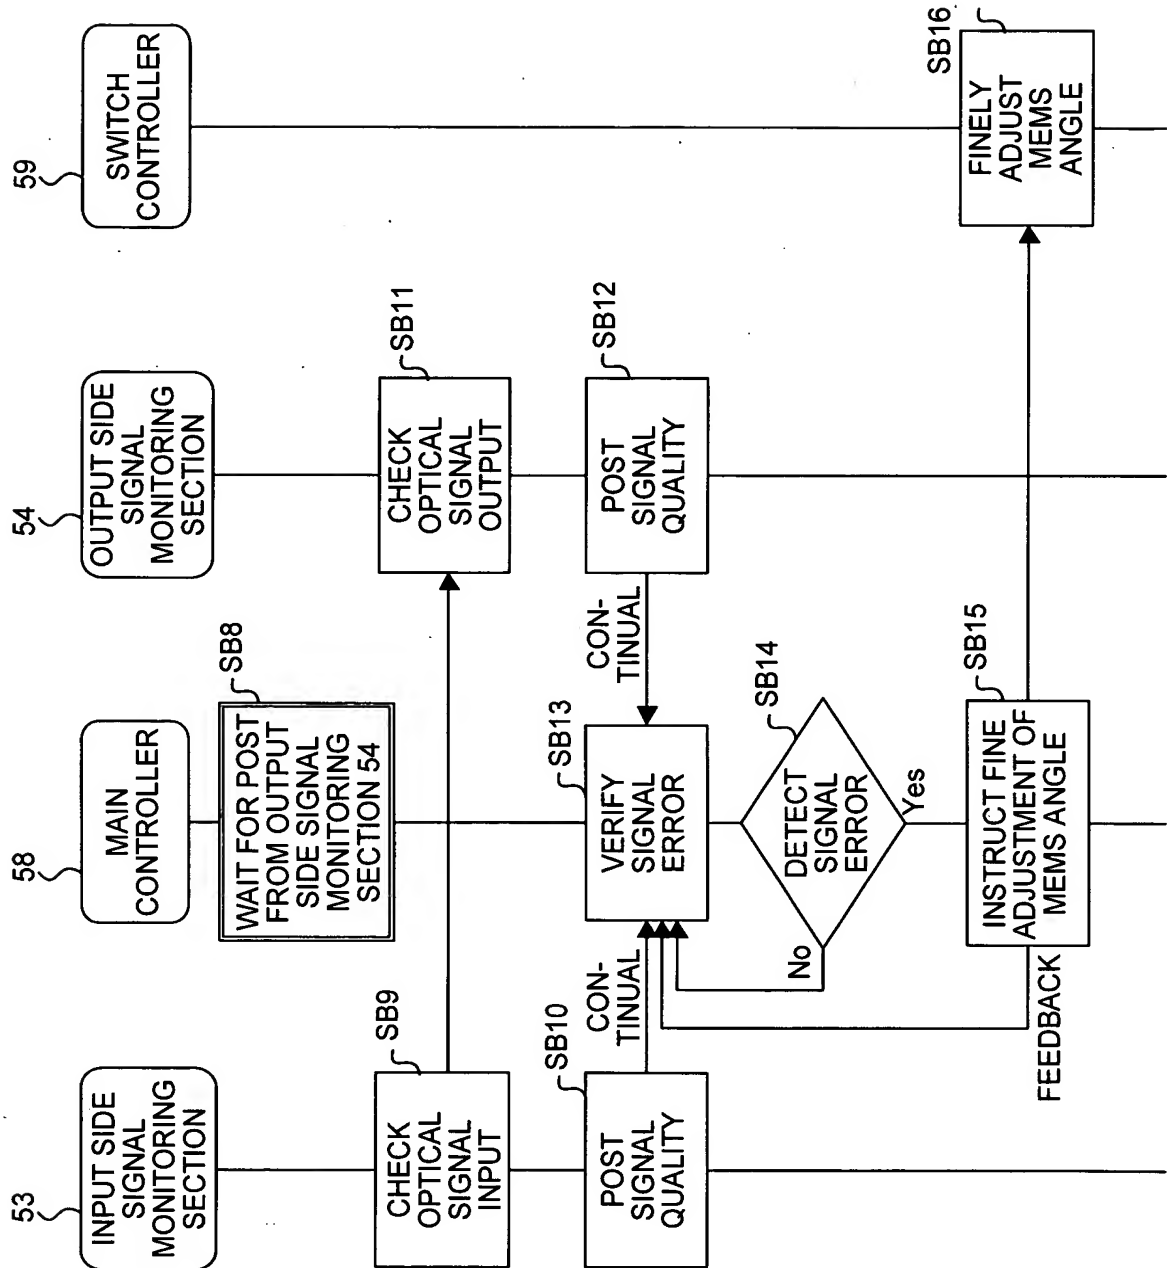 53
INPUT SIDE
SIGNAL
MONITORING
SECTION
58
MAIN
CONTROLLER
54
OUTPUT SIDE
SIGNAL
MONITORING
SECTION
59
SWITCH
CONTROLLER
SB8
WAIT FOR POST
FROM OUTPUT
SIDE SIGNAL
MONITORING
SECTION 54
SB9
CHECK
OPTICAL
SIGNAL
INPUT
SB11
CHECK
OPTICAL
SIGNAL
OUTPUT
SB10
POST
SIGNAL
QUALITY
CON-
TINUAL
SB13
VERIFY
SIGNAL
ERROR
CON-
TINUAL
SB12
POST
SIGNAL
QUALITY
SB14
DETECT
SIGNAL
ERROR
No
Yes
SB15
INSTRUCT FINE
ADJUSTMENT OF
MEMS ANGLE
FEEDBACK
SB16
FINELY
ADJUST
MEMS
ANGLE